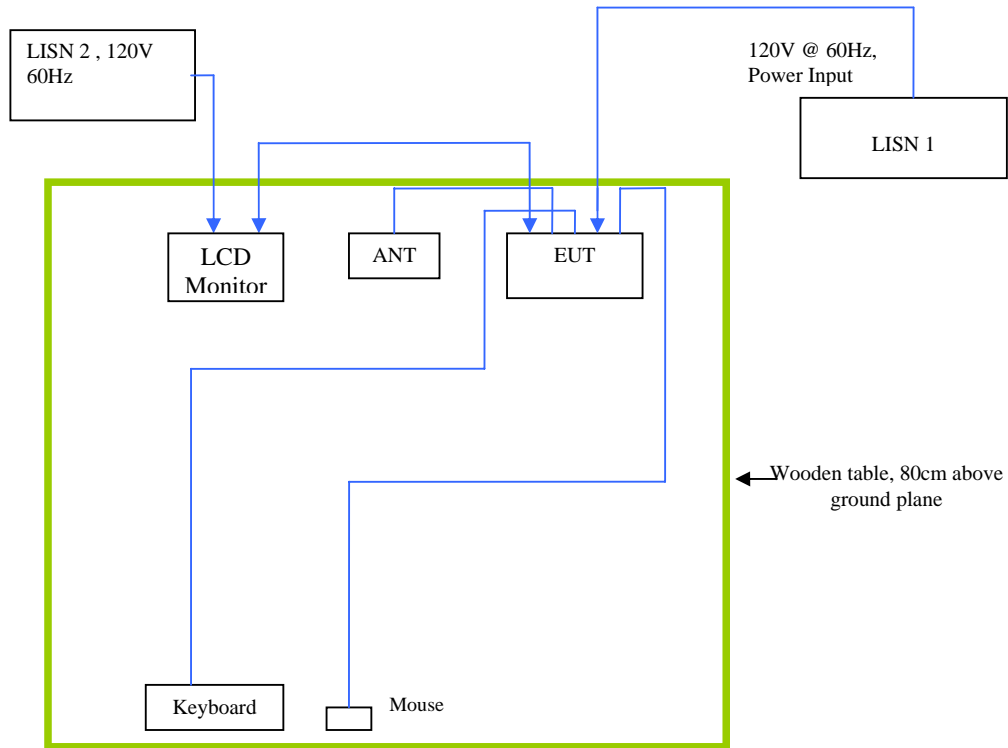 LISN 2 , 120V
60Hz
120V @ 60Hz,
Power Input
LISN 1
LCD
Monitor
ANT
EUT
Wooden table, 80cm above
ground plane
Keyboard
Mouse